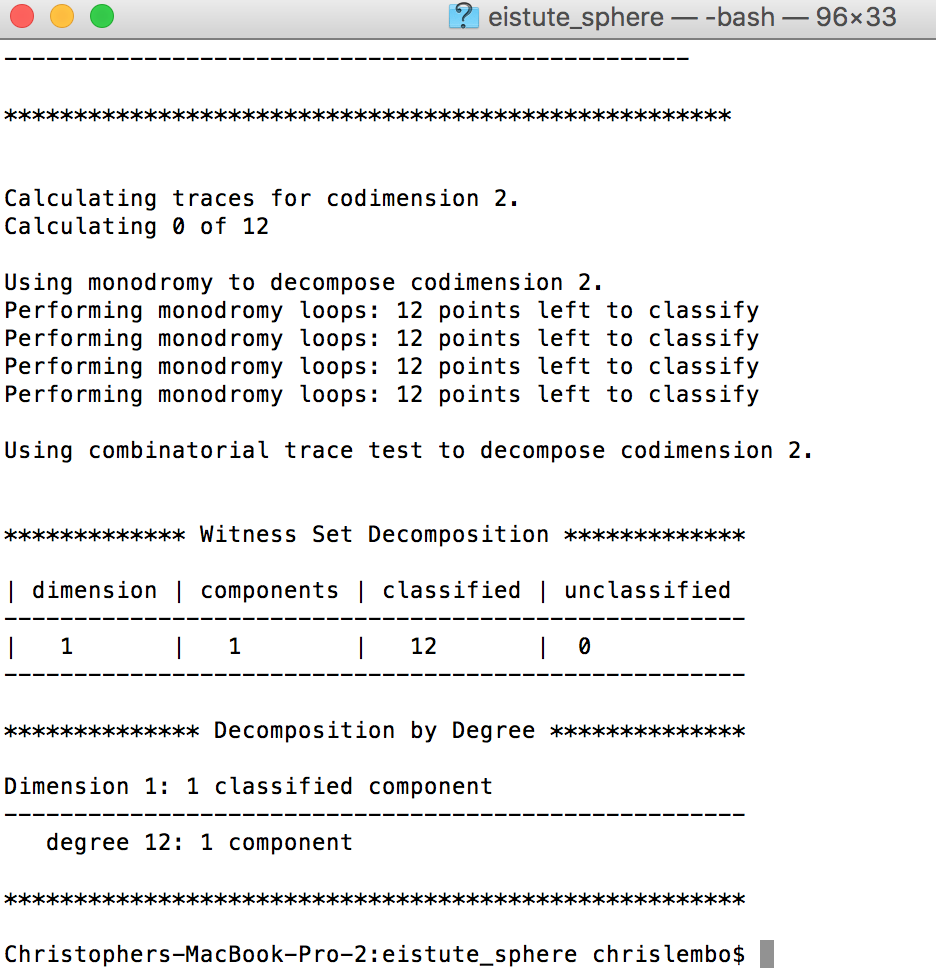 eistute_sphere — -bash — 96×33
-------------------------------------------------
****************************************************
Calculating traces for codimension 2.
Calculating 0 of 12
Using monodromy to decompose codimension 2.
Performing monodromy loops: 12 points left to classify
Performing monodromy loops: 12 points left to classify
Performing monodromy loops: 12 points left to classify
Performing monodromy loops: 12 points left to classify
Using combinatorial trace test to decompose codimension 2.
************* Witness Set Decomposition *************
| dimension | components | classified | unclassified
-----------------------------------------------------
|   1       |   1        |   12       |  0
-----------------------------------------------------
************** Decomposition by Degree **************
Dimension 1: 1 classified component
-----------------------------------------------------
   degree 12: 1 component
*****************************************************
Christophers-MacBook-Pro-2:eistute_sphere chrislembo$